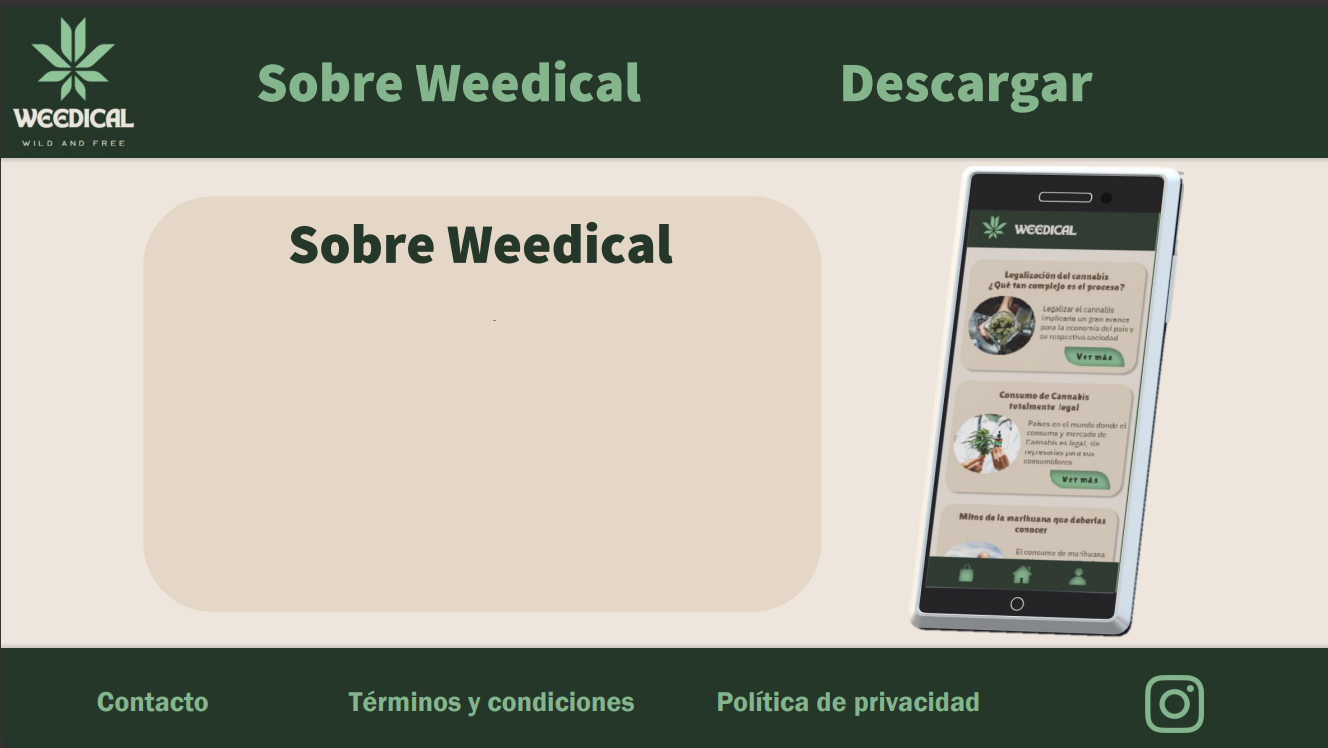 WEEDICAL
WILD AND FREE
Sobre Weedical
Descargar
Sobre Weedical
-
WEEDICAL
Legalización del cannabis
¿Qué tan complejo es el proceso?
Legalizar el cannabis
implicaría un gran avance
para la economía del país y
su respectiva sociedad
Ver más
Consumo de Cannabis
totalmente legal
Países en el mundo donde el
consumo y mercado de
Cannabis es legal, sin
represarias para sus
consumidores
Ver más
Mitos de la marihuana que deberías
conocer
El consumo de marihuana
Contacto
Términos y condiciones
Política de privacidad